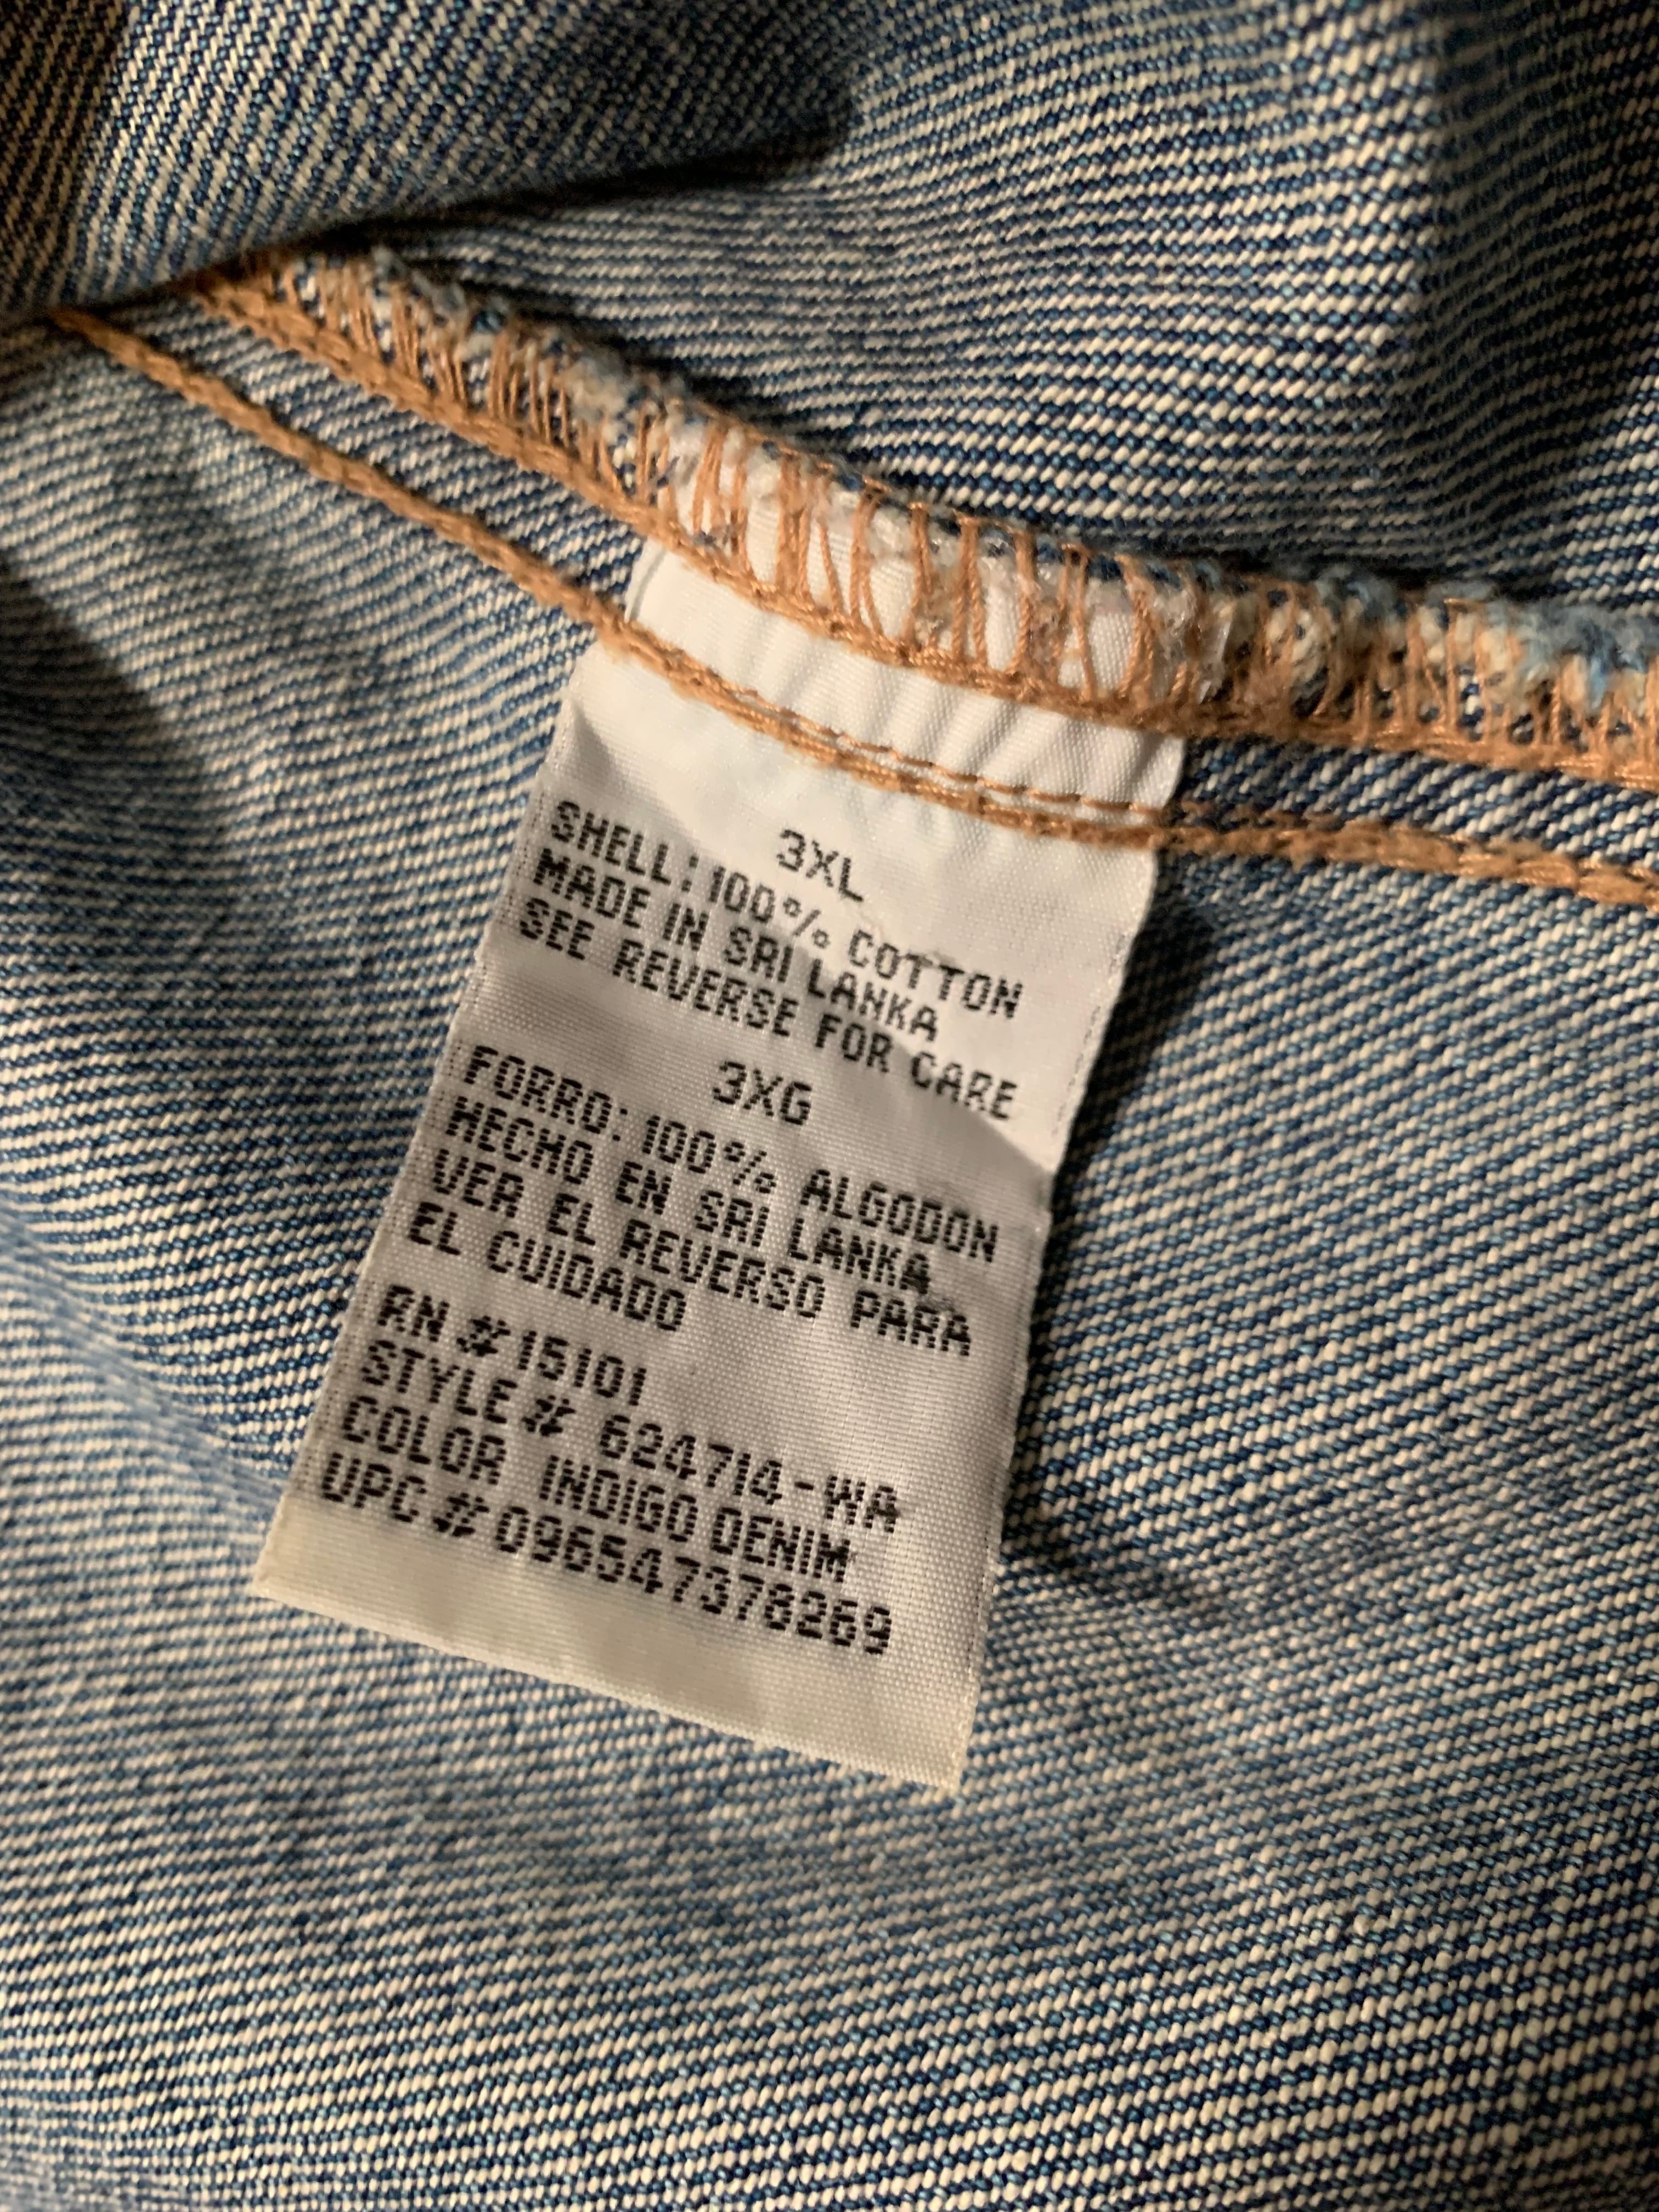 3XL
SHELL: 100% COTTON
MADE IN SRI LANKA
SEE REVERSE FOR CARE
3XG
FORRO: 100% ALGODON
HECHO EN SRI LANKA
VER EL REVERSO PARA
EL CUIDADO
RN # 15101
STYLE # 624714-WA
COLOR INDIGO DENIM
UPC # 096547378269